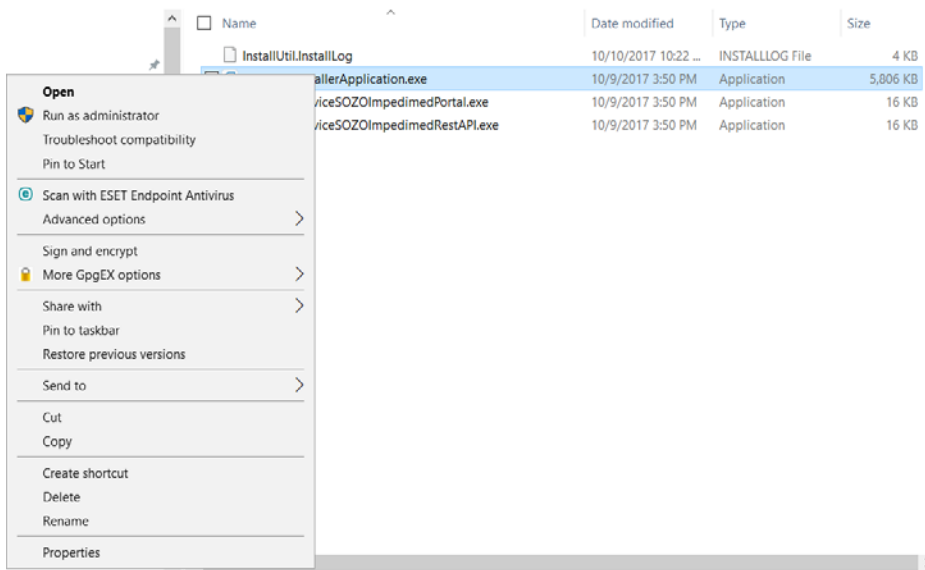 Name Date modified Type Size
InstallUtil.InstallLog 10/10/2017 10:22 ... INSTALLLOG File 4 KB
allerApplication.exe 10/9/2017 3:50 PM Application 5,806 KB
viceSOZOImpedimedPortal.exe 10/9/2017 3:50 PM Application 16 KB
viceSOZOImpedimedRestAPI.exe 10/9/2017 3:50 PM Application 16 KB
Open
Run as administrator
Troubleshoot compatibility
Pin to Start
Scan with ESET Endpoint Antivirus
Advanced options
Sign and encrypt
More GpgEX options
Share with
Pin to taskbar
Restore previous versions
Send to
Cut
Copy
Create shortcut
Delete
Rename
Properties